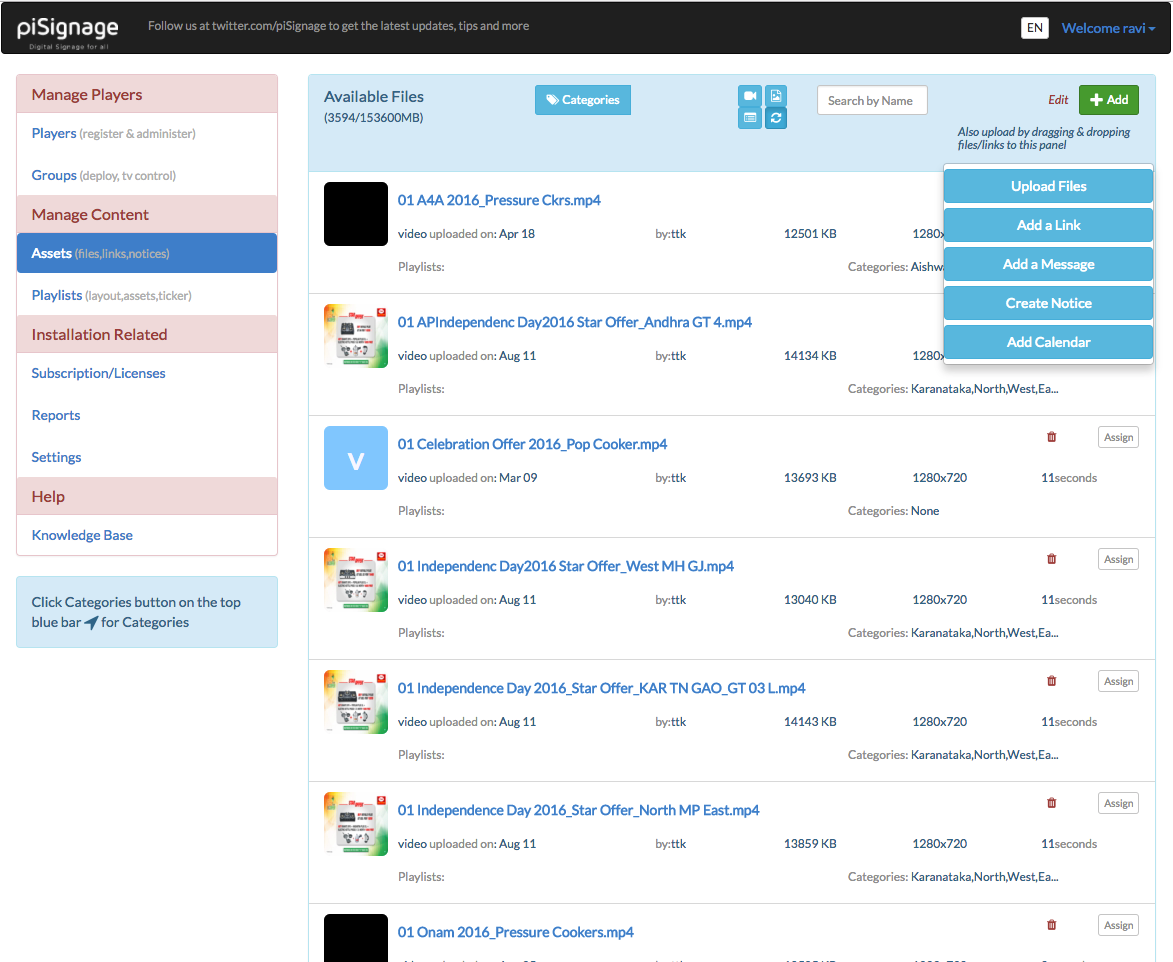 piSignage
Digital Signage for all
Follow us at twitter.com/piSignage to get the latest updates, tips and more
EN
Welcome ravi
Manage Players
Players (register & administer)
Groups (deploy, tv control)
Manage Content
Assets (files,links,notices)
Playlists (layout,assets,ticker)
Installation Related
Subscription/Licenses
Reports
Settings
Help
Knowledge Base
Click Categories button on the top
blue bar for Categories
Available Files
(3594/153600MB)
Categories
Search by Name
Edit
Add
Also upload by dragging & dropping
files/links to this panel
Upload Files
Add a Link
Add a Message
Create Notice
Add Calendar
01 A4A 2016_Pressure Ckrs.mp4
video uploaded on: Apr 18 by:ttk 12501 KB 1280x
Playlists: Categories: Aishwa
01 APIndependenc Day2016 Star Offer_Andhra GT 4.mp4
video uploaded on: Aug 11 by:ttk 14134 KB 1280x
Playlists: Categories: Karanataka,North,West,Ea...
V
01 Celebration Offer 2016_Pop Cooker.mp4 Assign
video uploaded on: Mar 09 by:ttk 13693 KB 1280x720 11seconds
Playlists: Categories: None
01 Independenc Day2016 Star Offer_West MH GJ.mp4 Assign
video uploaded on: Aug 11 by:ttk 13040 KB 1280x720 11seconds
Playlists: Categories: Karanataka,North,West,Ea...
01 Independence Day 2016_Star Offer_KAR TN GAO_GT 03 L.mp4 Assign
video uploaded on: Aug 11 by:ttk 14143 KB 1280x720 11seconds
Playlists: Categories: Karanataka,North,West,Ea...
01 Independence Day 2016_Star Offer_North MP East.mp4 Assign
video uploaded on: Aug 11 by:ttk 13859 KB 1280x720 11seconds
Playlists: Categories: Karanataka,North,West,Ea...
01 Onam 2016_Pressure Cookers.mp4 Assign